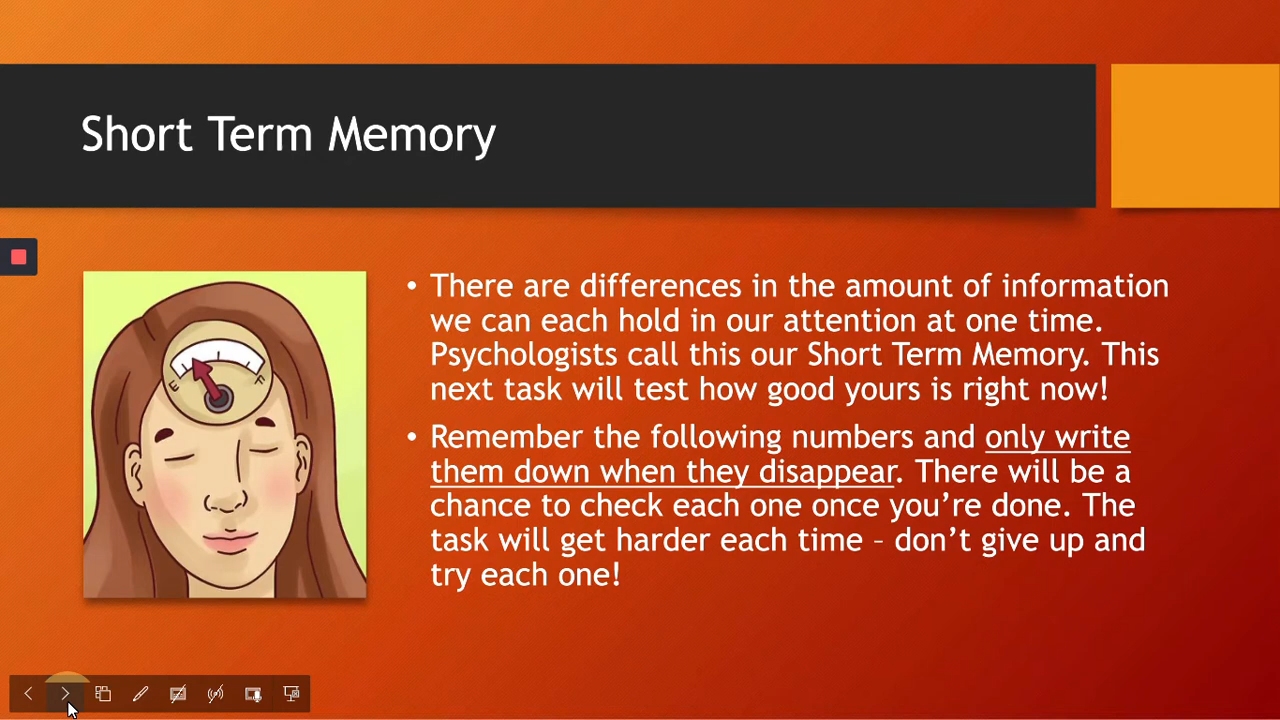 Short Term Memory
E F
• There are differences in the amount of information
we can each hold in our attention at one time.
Psychologists call this our Short Term Memory. This
next task will test how good yours is right now!
• Remember the following numbers and only write
them down when they disappear. There will be a
chance to check each one once you’re done. The
task will get harder each time – don’t give up and
try each one!